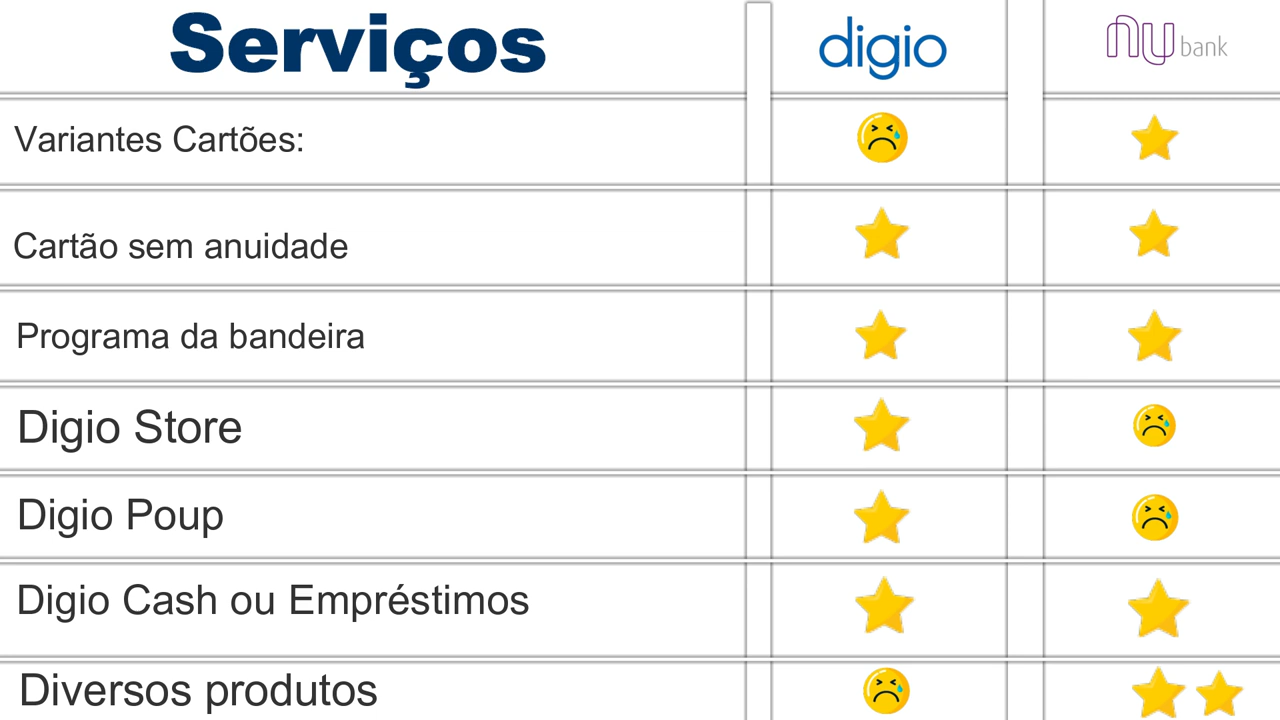 Serviços digio nu bank
Variantes Cartões:
Cartão sem anuidade
Programa da bandeira
Digio Store
Digio Poup
Digio Cash ou Empréstimos
Diversos produtos